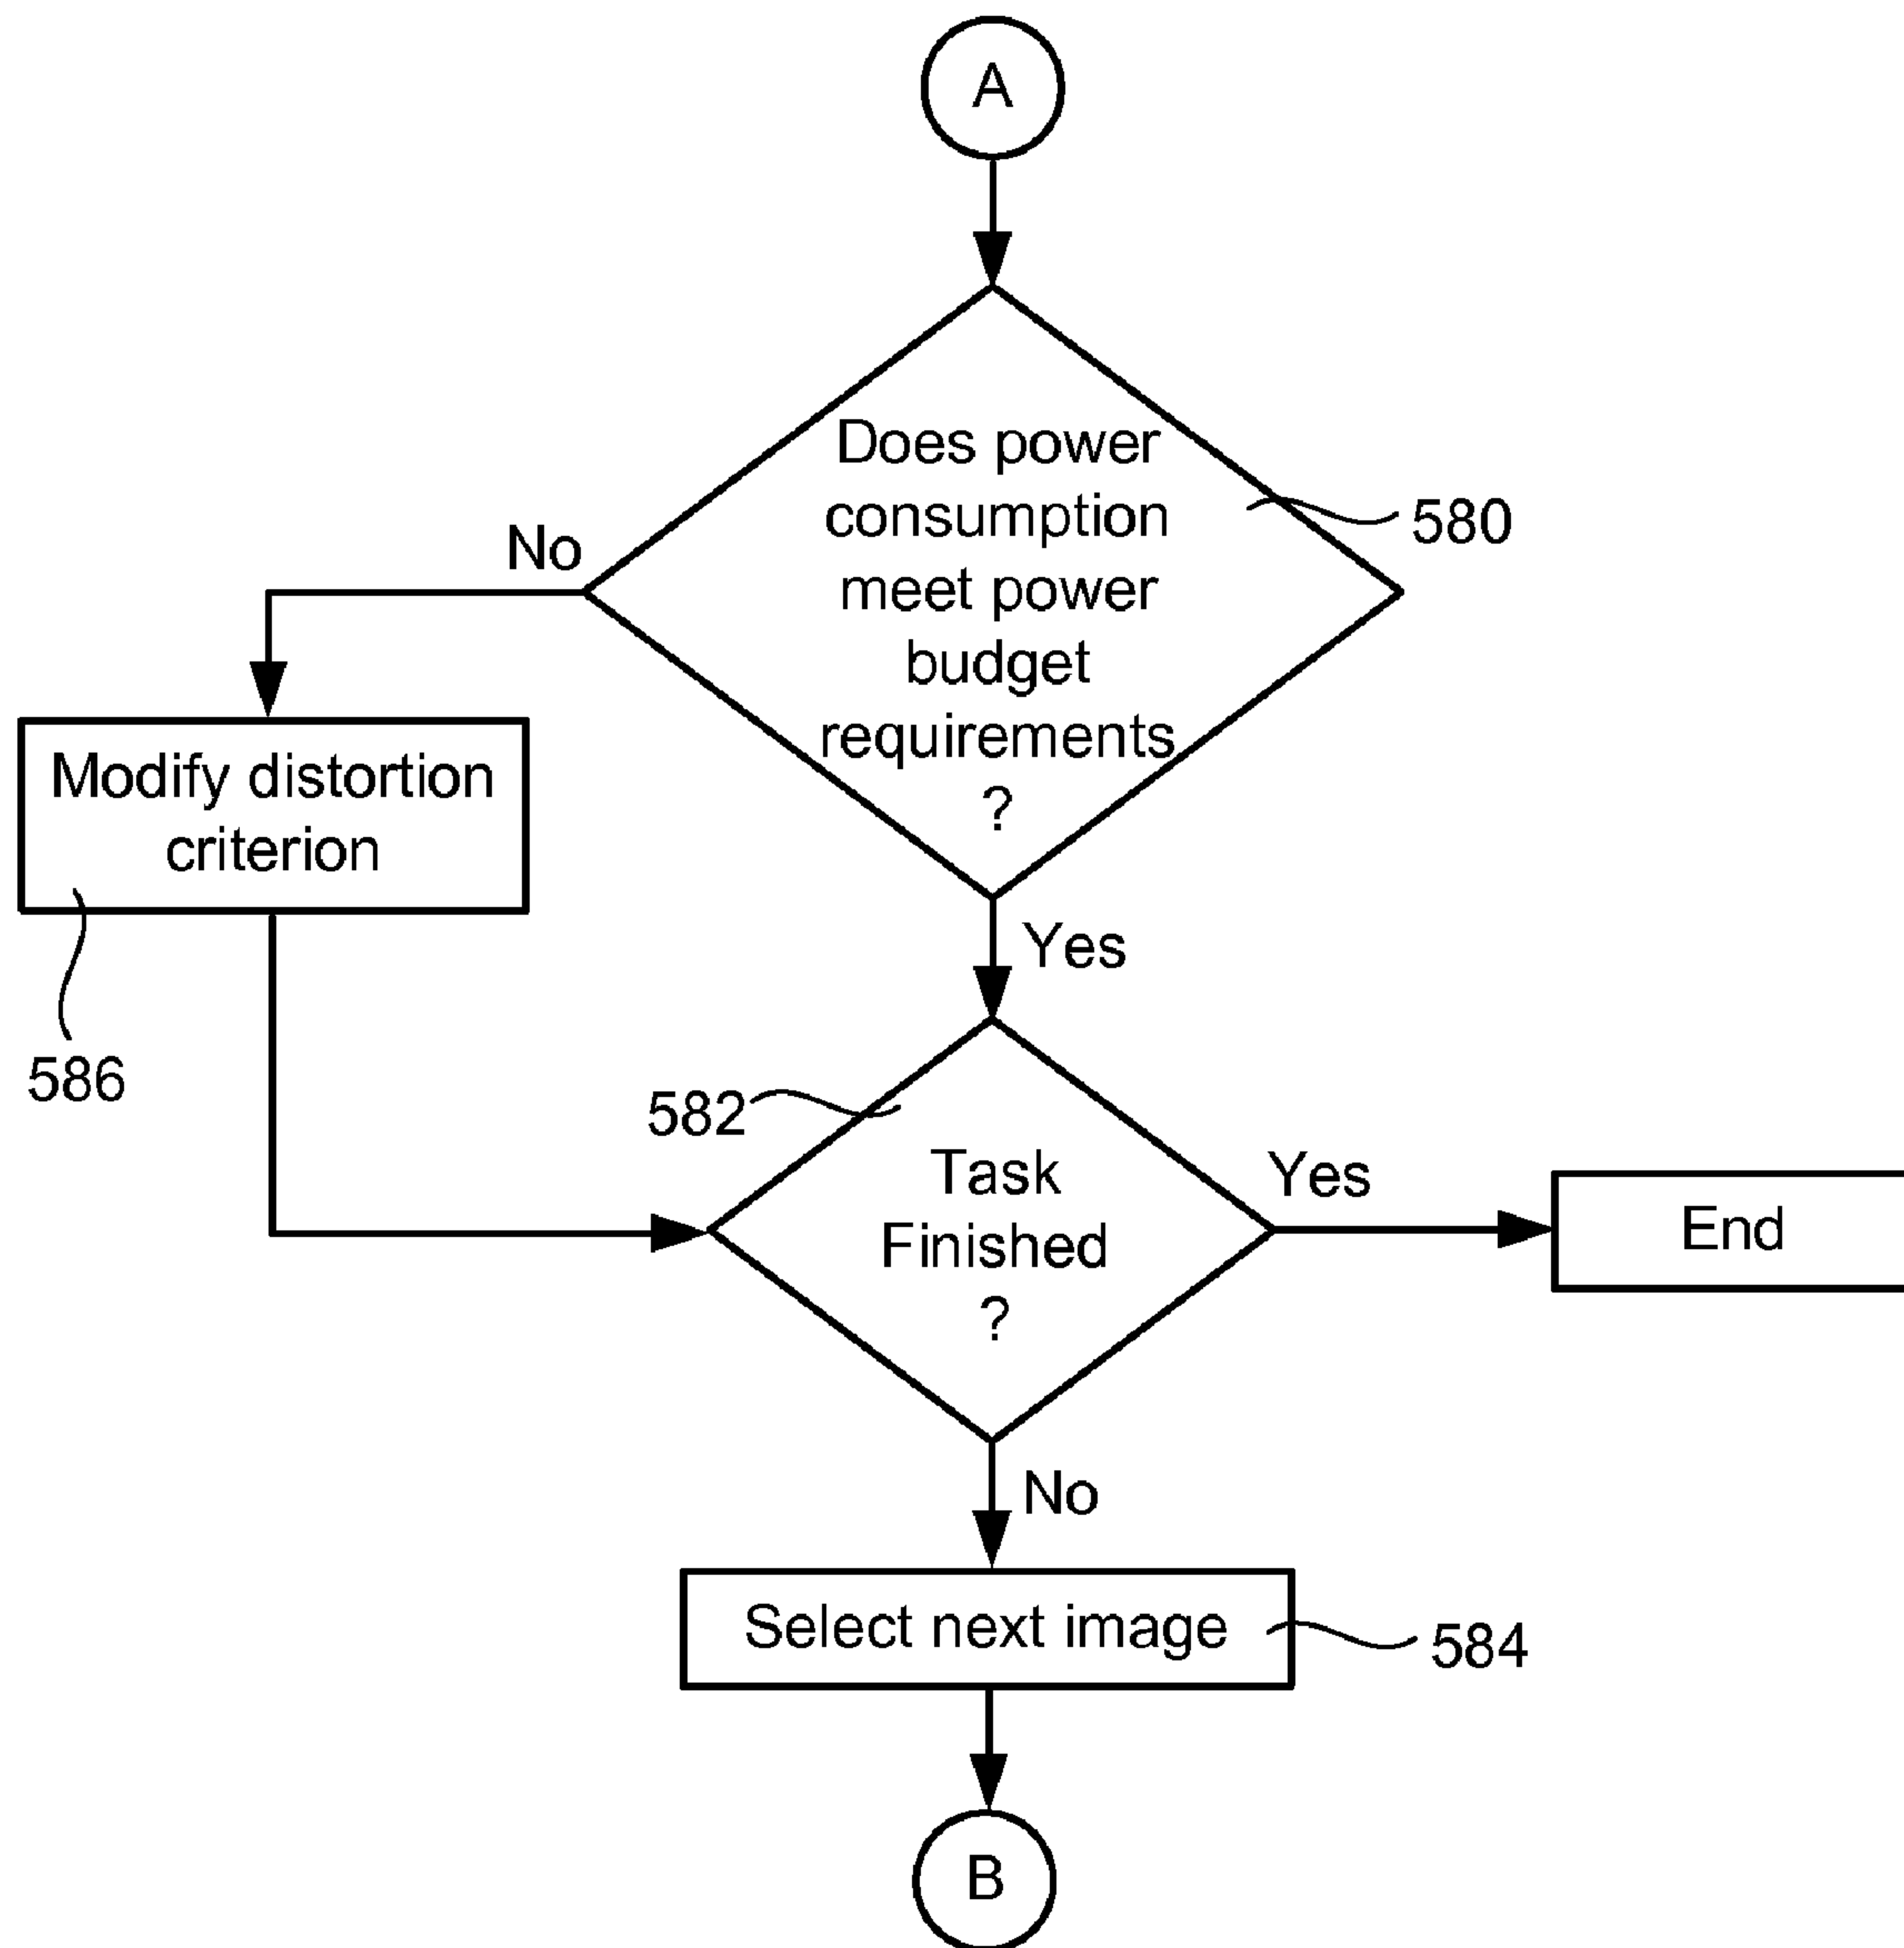 A
Does power
consumption
meet power
budget
requirements
?
580
No
Modify distortion
criterion
586
Yes
582
Task
Finished
?
Yes
End
No
Select next image
584
B